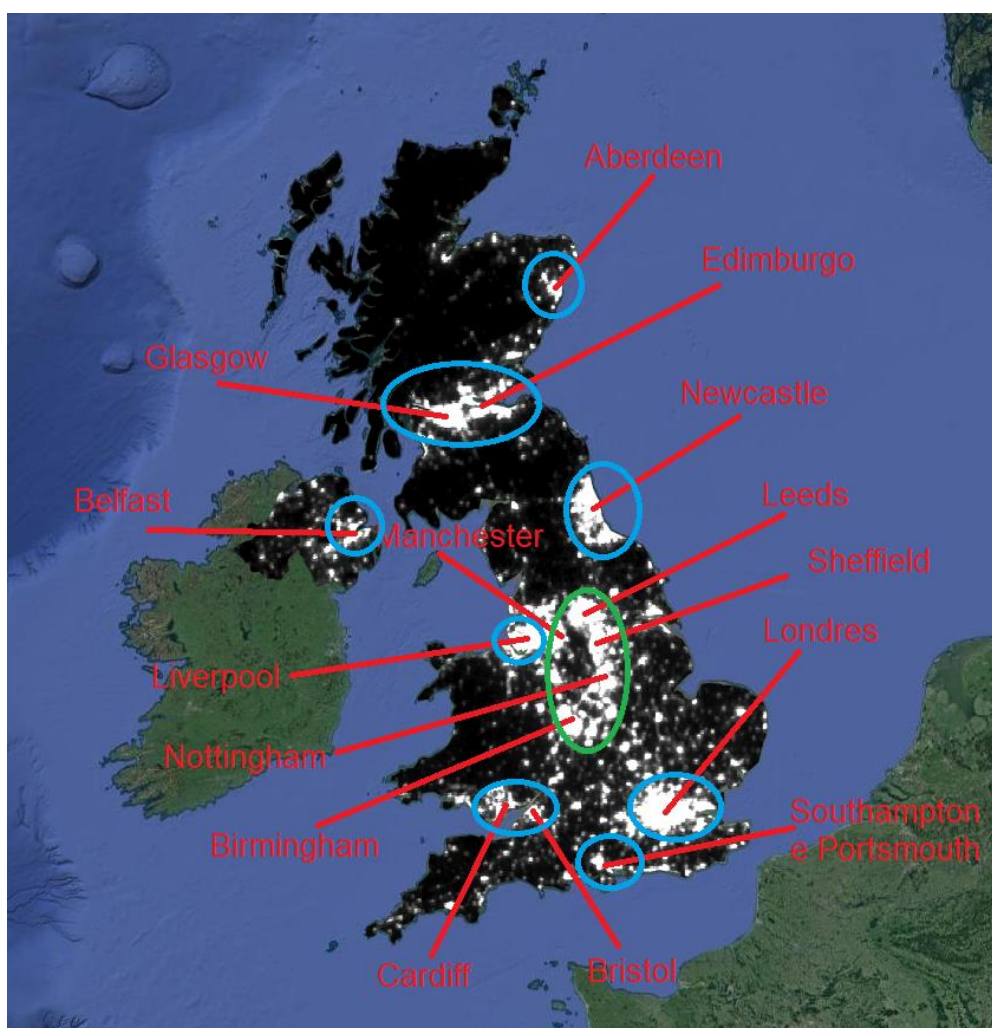 Aberdeen
Edimburgo
Glasgow
Newcastle
Belfast
Leeds
Manchester
Sheffield
Londres
Liverpool
Nottingham
Southampton
e Portsmouth
Birmingham
Cardiff
Bristol